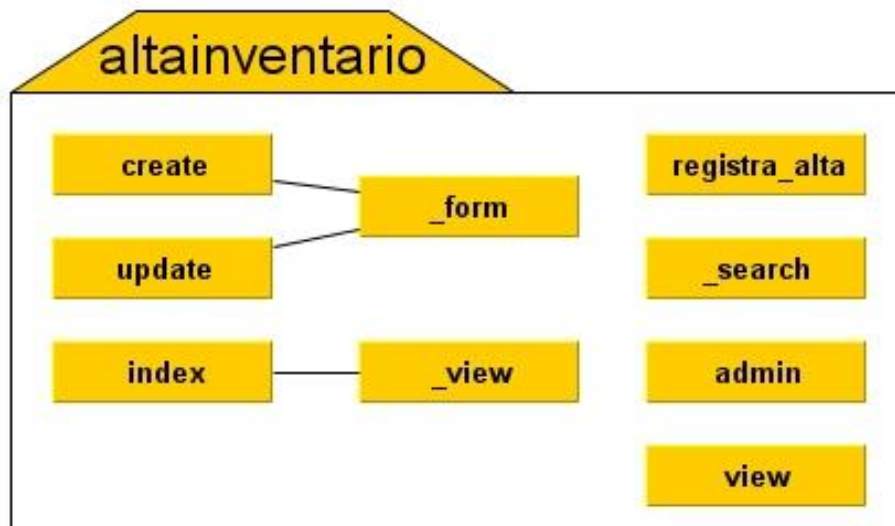 altainventario
create
_form
update
index
_view
registra_alta
_search
admin
view